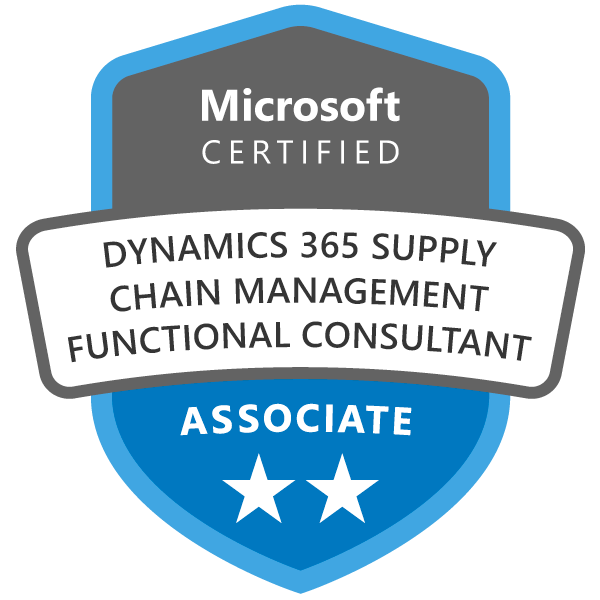 Microsoft
CERTIFIED
DYNAMICS 365 SUPPLY
CHAIN MANAGEMENT
FUNCTIONAL CONSULTANT
ASSOCIATE